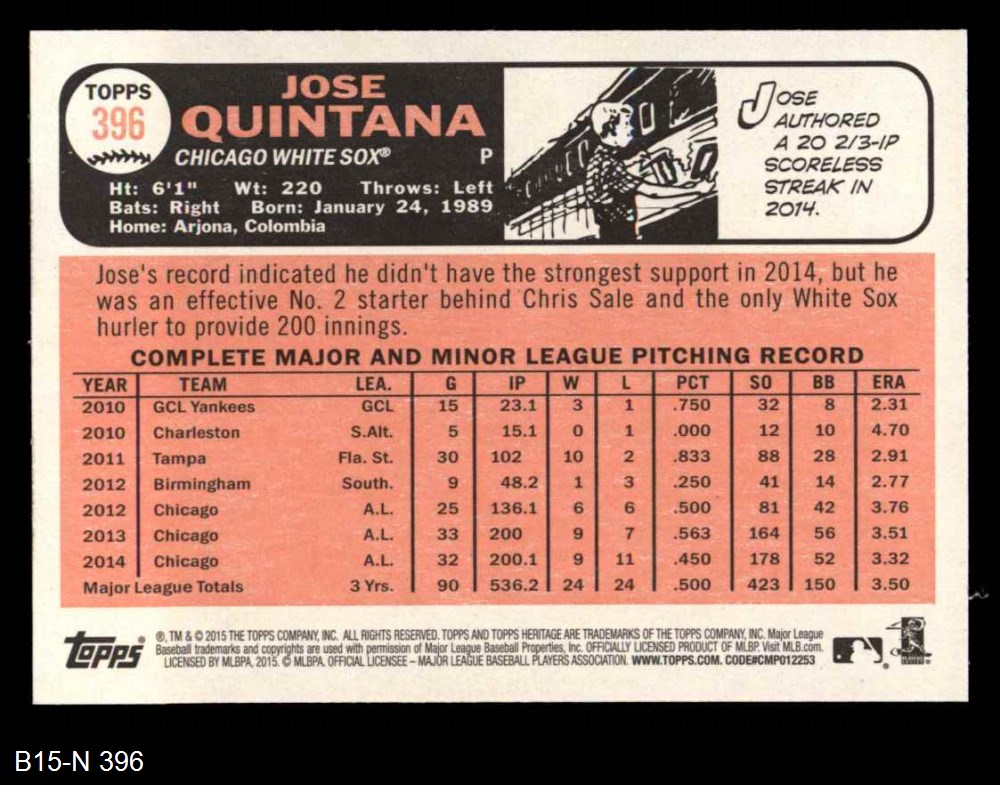 TOPPS
396
JOSE
QUINTANA
CHICAGO WHITE SOX® P
Ht: 6'1" Wt: 220 Throws: Left
Bats: Right Born: January 24, 1989
Home: Arjona, Colombia
JOSE
AUTHORED
A 20 2/3-IP
SCORELESS
STREAK IN
2014.
Jose's record indicated he didn't have the strongest support in 2014, but he
was an effective No. 2 starter behind Chris Sale and the only White Sox
hurler to provide 200 innings.
COMPLETE MAJOR AND MINOR LEAGUE PITCHING RECORD
YEAR TEAM LEA. G IP W L PCT SO BB ERA
2010 GCL Yankees GCL 15 23.1 3 1 .750 32 8 2.31
2010 Charleston S.Alt. 5 15.1 0 1 .000 12 10 4.70
2011 Tampa Fla. St. 30 102 10 2 .833 88 28 2.91
2012 Birmingham South. 9 48.2 1 3 .250 41 14 2.77
2012 Chicago A.L. 25 136.1 6 6 .500 81 42 3.76
2013 Chicago A.L. 33 200 9 7 .563 164 56 3.51
2014 Chicago A.L. 32 200.1 9 11 .450 178 52 3.32
Major League Totals 3 Yrs. 90 536.2 24 24 .500 423 150 3.50
Topps®
®, TM & © 2015 THE TOPPS COMPANY, INC. ALL RIGHTS RESERVED. TOPPS AND TOPPS HERITAGE ARE TRADEMARKS OF THE TOPPS COMPANY, INC. Major League
Baseball trademarks and copyrights are used with permission of Major League Baseball Properties, Inc. OFFICIALLY LICENSED PRODUCT OF MLBP. Visit MLB.com.
LICENSED BY MLBPA, 2015. © MLBPA. OFFICIAL LICENSEE – MAJOR LEAGUE BASEBALL PLAYERS ASSOCIATION. WWW.TOPPS.COM. CODE#CMP012253
B15-N 396